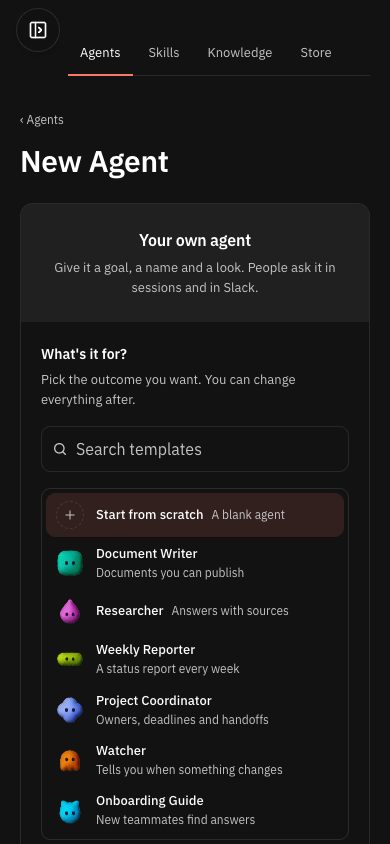 Agents Skills Knowledge Store
‹ Agents
New Agent
Your own agent
Give it a goal, a name and a look. People ask it in
sessions and in Slack.
What's it for?
Pick the outcome you want. You can change
everything after.
Search templates
Start from scratch A blank agent
Document Writer
Documents you can publish
Researcher Answers with sources
Weekly Reporter
A status report every week
Project Coordinator
Owners, deadlines and handoffs
Watcher
Tells you when something changes
Onboarding Guide
New teammates find answers